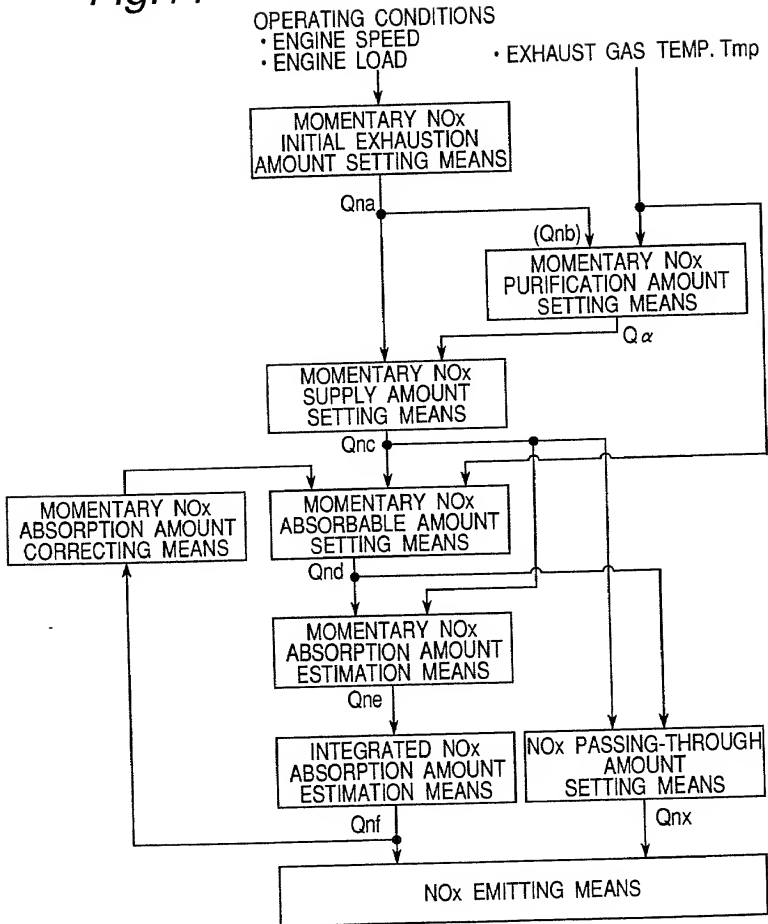 OPERATING CONDITIONS
・ENGINE SPEED
・ENGINE LOAD
・EXHAUST GAS TEMP. Tmp
MOMENTARY NOx
INITIAL EXHAUSTION
AMOUNT SETTING MEANS
Qna
(Qnb)
MOMENTARY NOx
PURIFICATION AMOUNT
SETTING MEANS
Qα
MOMENTARY NOx
SUPPLY AMOUNT
SETTING MEANS
Qnc
MOMENTARY NOx
ABSORPTION AMOUNT
CORRECTING MEANS
MOMENTARY NOx
ABSORBABLE AMOUNT
SETTING MEANS
Qnd
MOMENTARY NOx
ABSORPTION AMOUNT
ESTIMATION MEANS
Qne
INTEGRATED NOx
ABSORPTION AMOUNT
ESTIMATION MEANS
NOx PASSING-THROUGH
AMOUNT
SETTING MEANS
Qnf
Qnx
NOx EMITTING MEANS